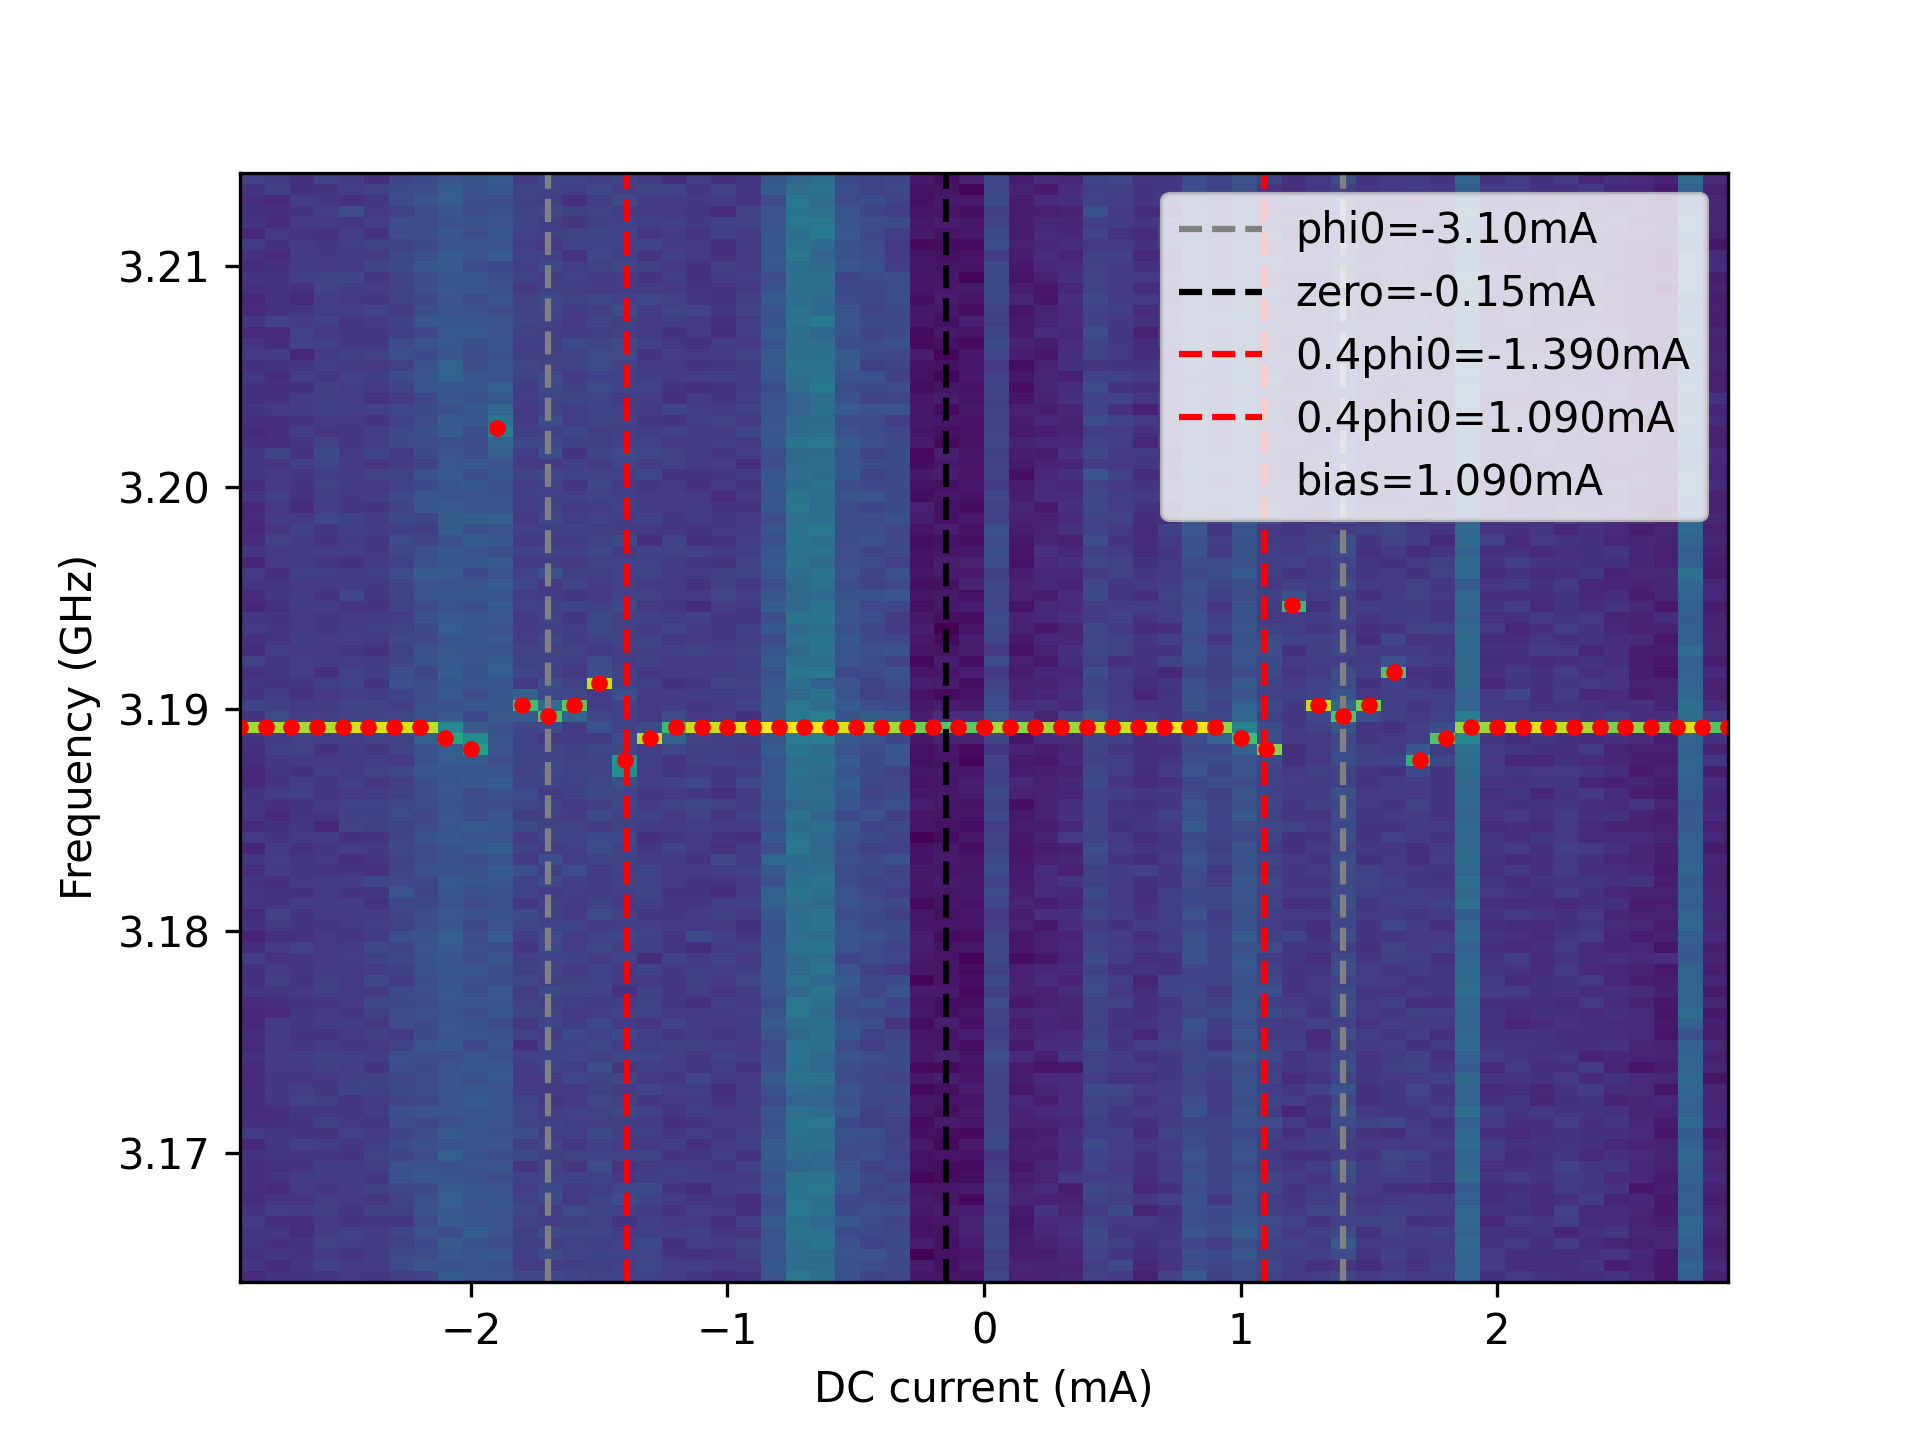 phi0=-3.10mA
zero=-0.15mA
0.4phi0=-1.390mA
0.4phi0=1.090mA
bias=1.090mA
3.21
3.20
3.19
3.18
3.17
Frequency (GHz)
−2 −1 0 1 2
DC current (mA)